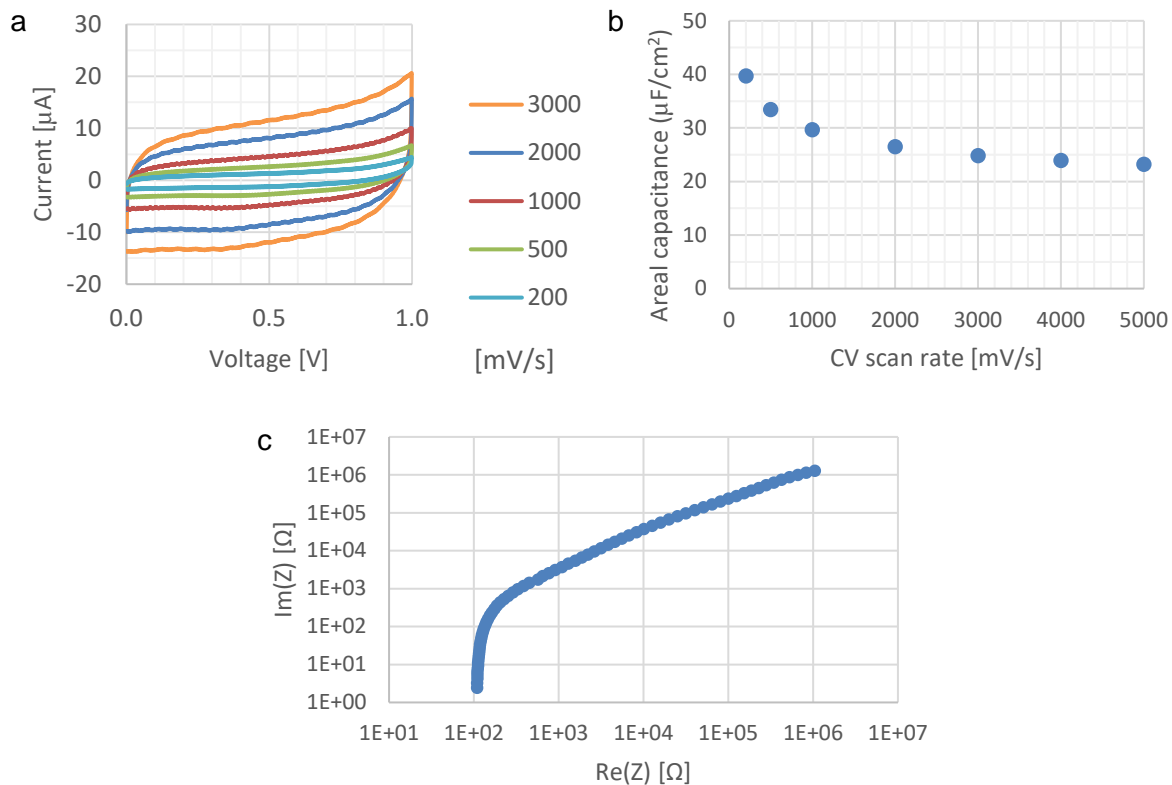 a
30
20
10
0
-10
-20
Current [µA]
0.0 0.5 1.0
Voltage [V]
3000
2000
1000
500
200
[mV/s]
b
50
40
30
20
10
0
Areal capacitance (µF/cm²)
0 1000 2000 3000 4000 5000
CV scan rate [mV/s]
c
1E+07
1E+06
1E+05
1E+04
1E+03
1E+02
1E+01
1E+00
Im(Z) [Ω]
1E+01 1E+02 1E+03 1E+04 1E+05 1E+06 1E+07
Re(Z) [Ω]